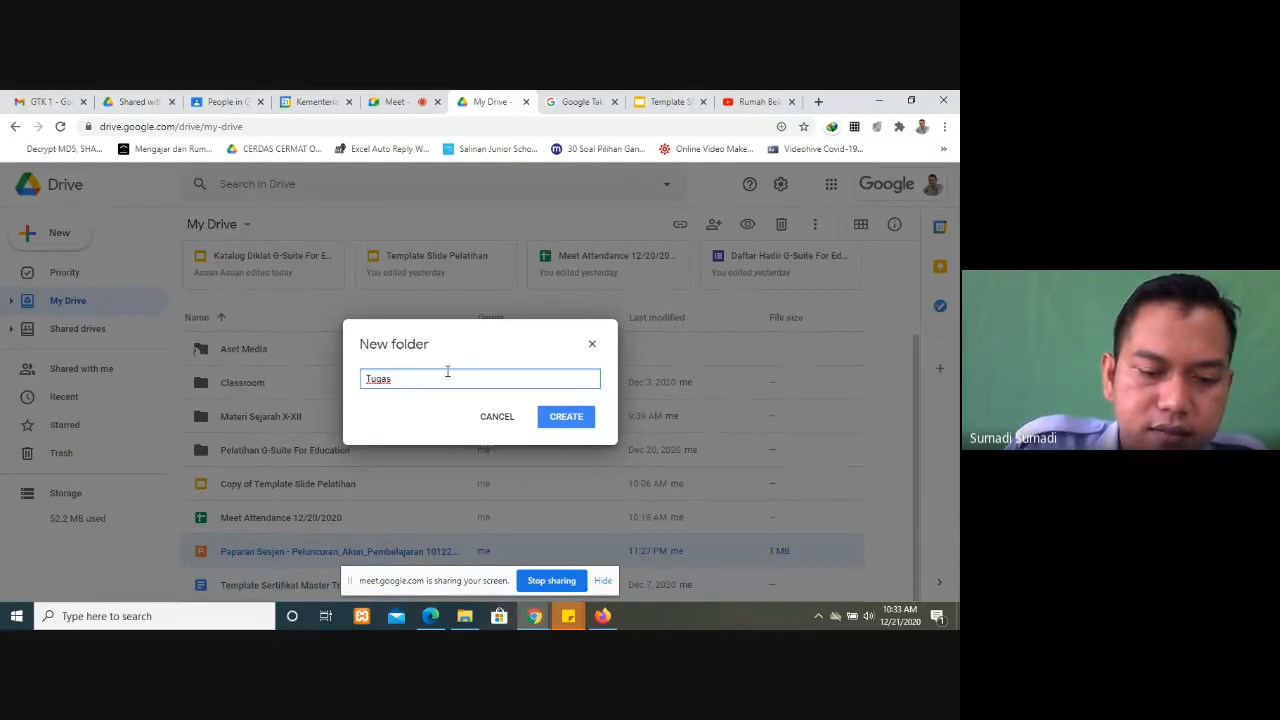 GTK 1 - Go
Shared with
People in G
Kementeria
Meet -
My Drive -
Google Tak
Template Sl
Rumah Bela
drive.google.com/drive/my-drive
Decrypt MD5, SHA...
Mengajar dari Rum...
CERDAS CERMAT O...
Excel Auto Reply W...
Salinan Junior Scho...
30 Soal Pilihan Gan...
Online Video Make...
Videohive Covid-19...
»
Drive
Search in Drive
Google
New
My Drive
Priority
My Drive
Shared drives
Shared with me
Recent
Starred
Trash
Storage
52.2 MB used
Katalog Diklat G-Suite For E...
Asuan Asuan edited today
Template Slide Pelatihan
You edited yesterday
Meet Attendance 12/20/20...
You edited yesterday
Daftar Hadir G-Suite For Ed...
You edited yesterday
Name
Owner
Last modified
File size
Aset Media
Classroom
Dec 3, 2020 me
—
Materi Sejarah X-XII
9:39 AM me
—
Pelatihan G-Suite For Education
me
Dec 20, 2020 me
—
Copy of Template Slide Pelatihan
me
10:06 AM me
—
Meet Attendance 12/20/2020
me
10:18 AM me
—
Paparan Sesjen - Peluncuran_Akun_Pembelajaran 10122...
me
11:27 PM me
1 MB
Template Sertifikat Master Tr
Dec 7, 2020 me
—
New folder
Tugas
CANCEL
CREATE
meet.google.com is sharing your screen.
Stop sharing
Hide
Type here to search
10:33 AM
12/21/2020
1
Sumadi Sumadi